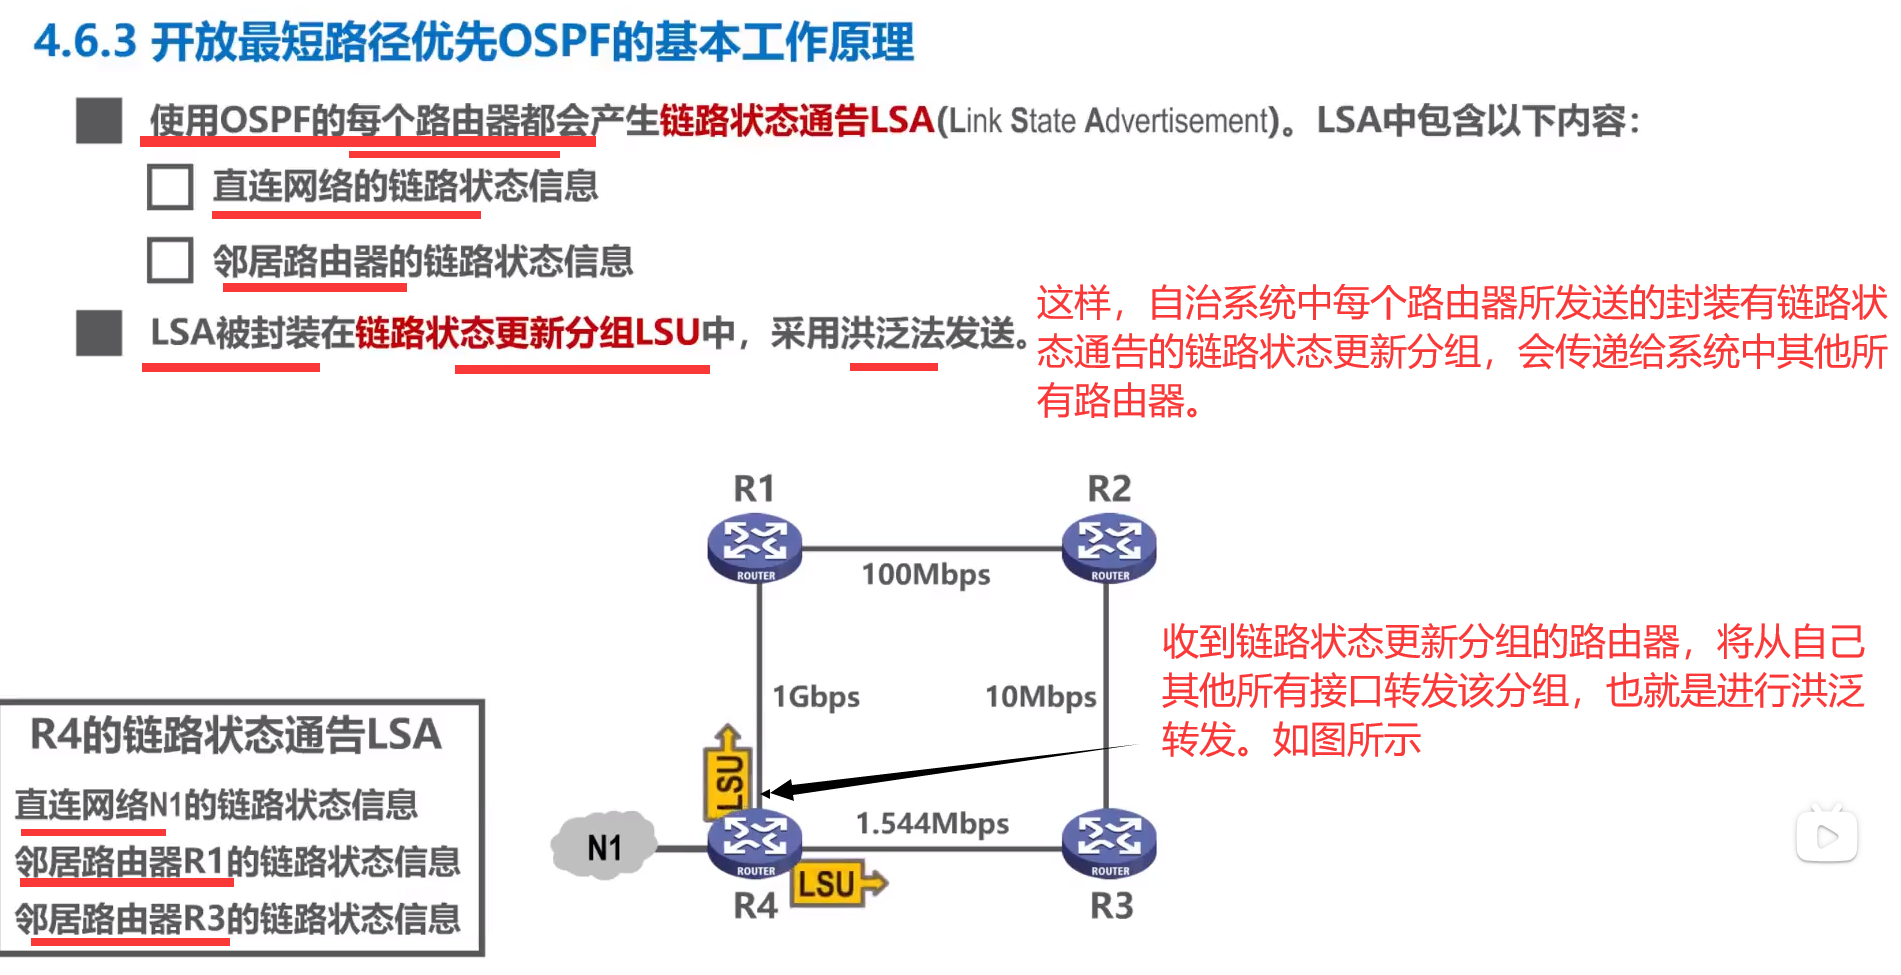 4.6.3 开放最短路径优先OSPF的基本工作原理
使用OSPF的每个路由器都会产生链路状态通告LSA(Link State Advertisement)。LSA中包含以下内容：
直连网络的链路状态信息
邻居路由器的链路状态信息
LSA被封装在链路状态更新分组LSU中，采用洪泛法发送。
这样，自治系统中每个路由器所发送的封装有链路状
态通告的链路状态更新分组，会传递给系统中其他所
有路由器。
R1
R2
ROUTER
ROUTER
100Mbps
收到链路状态更新分组的路由器，将从自己
其他所有接口转发该分组，也就是进行洪泛
转发。如图所示
1Gbps
10Mbps
R4的链路状态通告LSA
直连网络N1的链路状态信息
邻居路由器R1的链路状态信息
邻居路由器R3的链路状态信息
LSU
1.544Mbps
N1
ROUTER
ROUTER
LSU
R4
R3